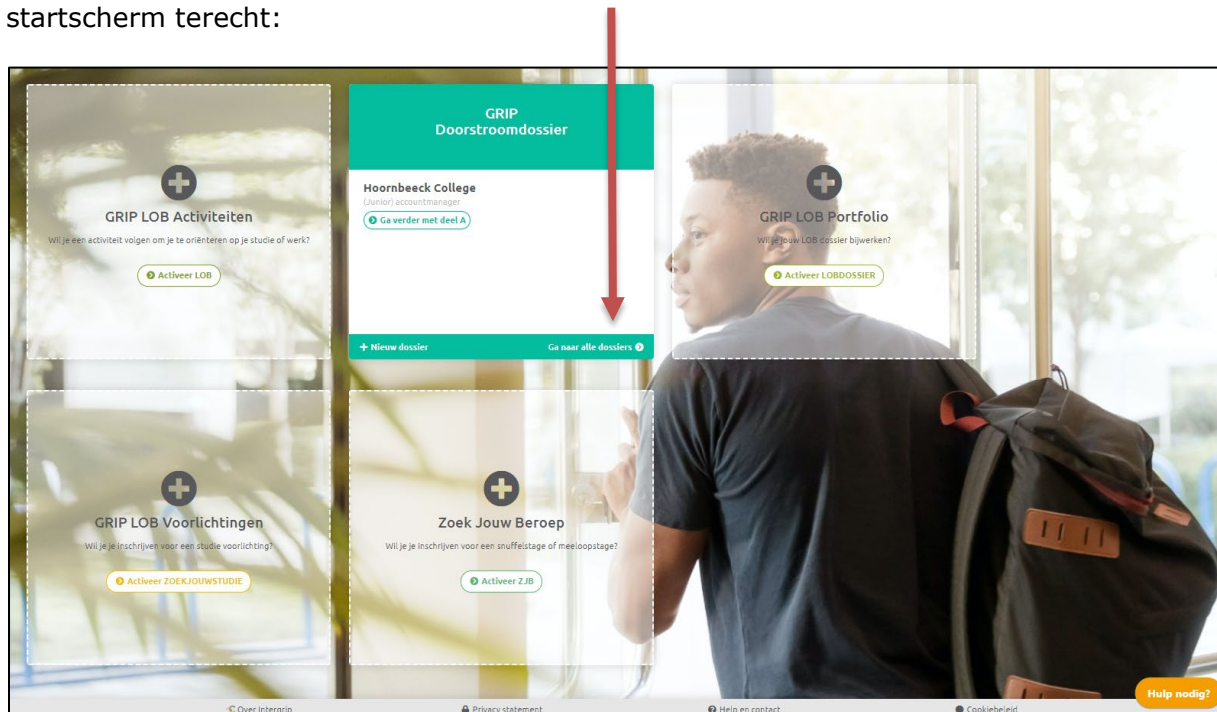 startscherm terecht:
GRIP
Doorstroomdossier
Hoornbeeck College
(Junior) accountmanager
Ga verder met deel A
+ Nieuw dossier
Ga naar alle dossiers
GRIP LOB Activiteiten
Wil je een activiteit volgen om je te oriënteren op je studie of werk?
Activeer LOB
GRIP LOB Portfolio
Wil je jouw LOB dossier bijwerken?
Activeer LOBDOSSIER
GRIP LOB Voorlichtingen
Wil je je inschrijven voor een studie voorlichting?
Activeer ZOEKJOUWSTUDIE
Zoek Jouw Beroep
Wil je je inschrijven voor een snuffelstage of meeloopstage?
Activeer ZJB
Hulp nodig?
Over Intergrip
Privacy statement
Help en contact
Cookiebeleid